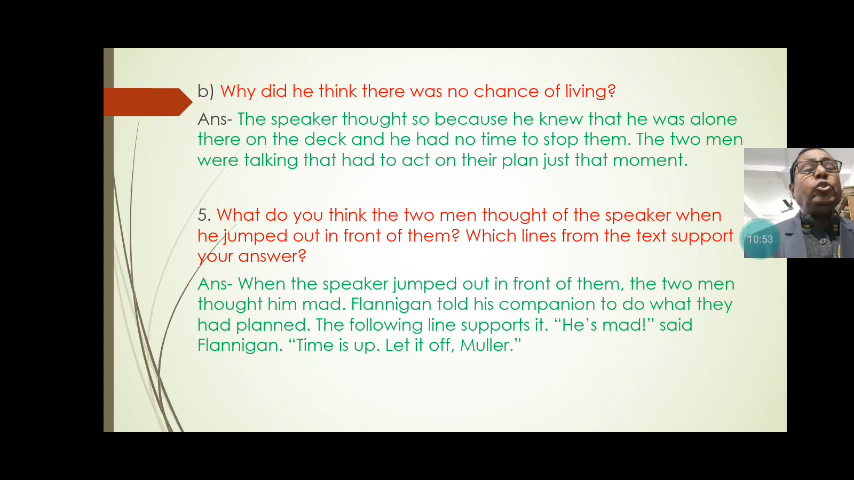 b) Why did he think there was no chance of living?
Ans- The speaker thought so because he knew that he was alone
there on the deck and he had no time to stop them. The two men
were talking that had to act on their plan just that moment.
5. What do you think the two men thought of the speaker when
he jumped out in front of them? Which lines from the text support
your answer?
Ans- When the speaker jumped out in front of them, the two men
thought him mad. Flannigan told his companion to do what they
had planned. The following line supports it. “He’s mad!” said
Flannigan. “Time is up. Let it off, Muller.”
10:53